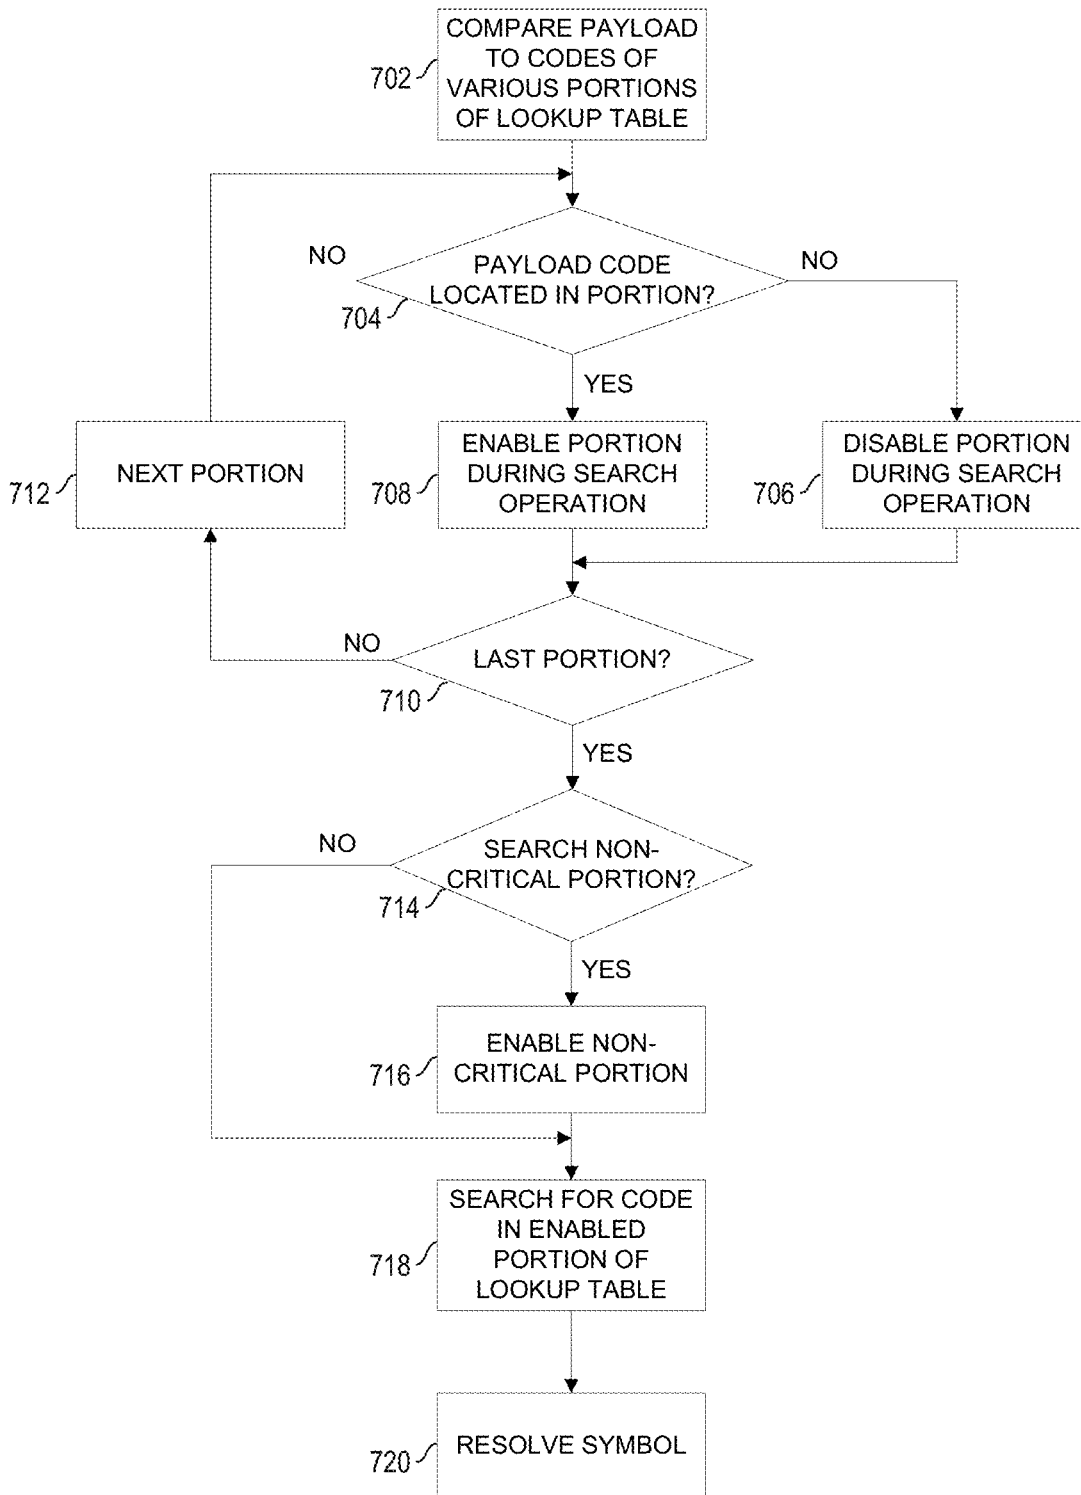 COMPARE PAYLOAD
TO CODES OF
VARIOUS PORTIONS
OF LOOKUP TABLE
702
NO
PAYLOAD CODE
LOCATED IN PORTION?
NO
704
YES
NEXT PORTION
712
ENABLE PORTION
DURING SEARCH
OPERATION
708
DISABLE PORTION
DURING SEARCH
OPERATION
706
NO
LAST PORTION?
710
YES
NO
SEARCH NON-
CRITICAL PORTION?
714
YES
ENABLE NON-
CRITICAL PORTION
716
SEARCH FOR CODE
IN ENABLED
PORTION OF
LOOKUP TABLE
718
RESOLVE SYMBOL
720